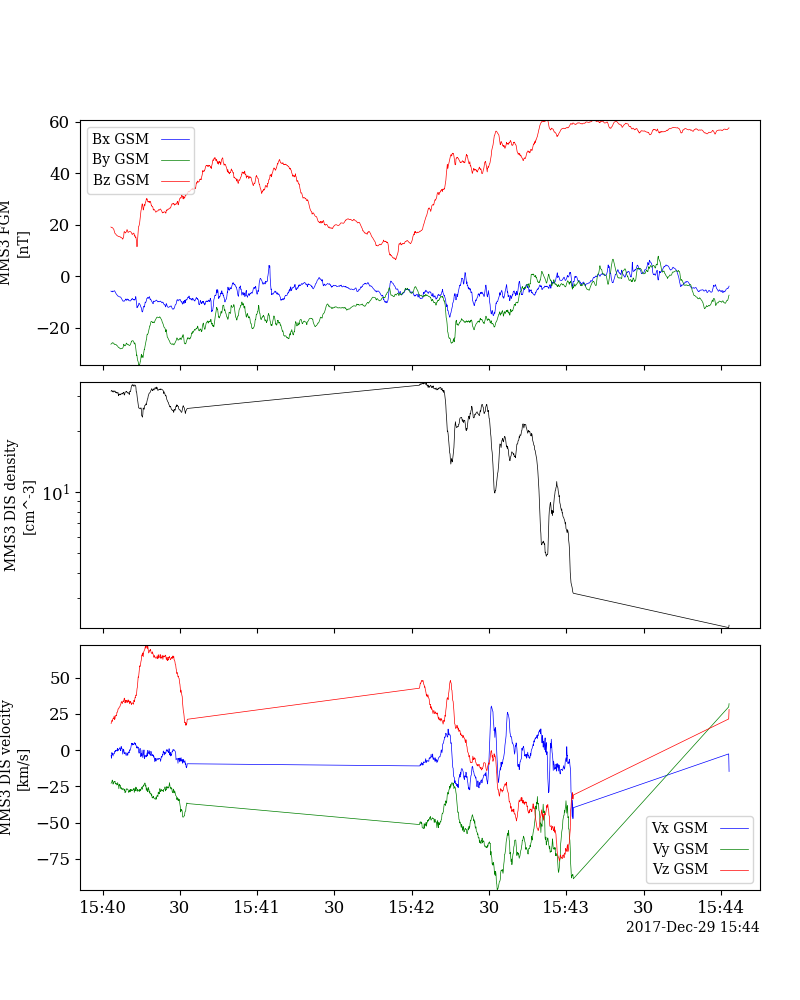 60
40
20
0
−20
MMS3 FGM
[nT]
Bx GSM
By GSM
Bz GSM
10^1
MMS3 DIS density
[cm^-3]
50
25
0
−25
−50
−75
MMS3 DIS velocity
[km/s]
Vx GSM
Vy GSM
Vz GSM
15:40 30 15:41 30 15:42 30 15:43 30 15:44
2017-Dec-29 15:44